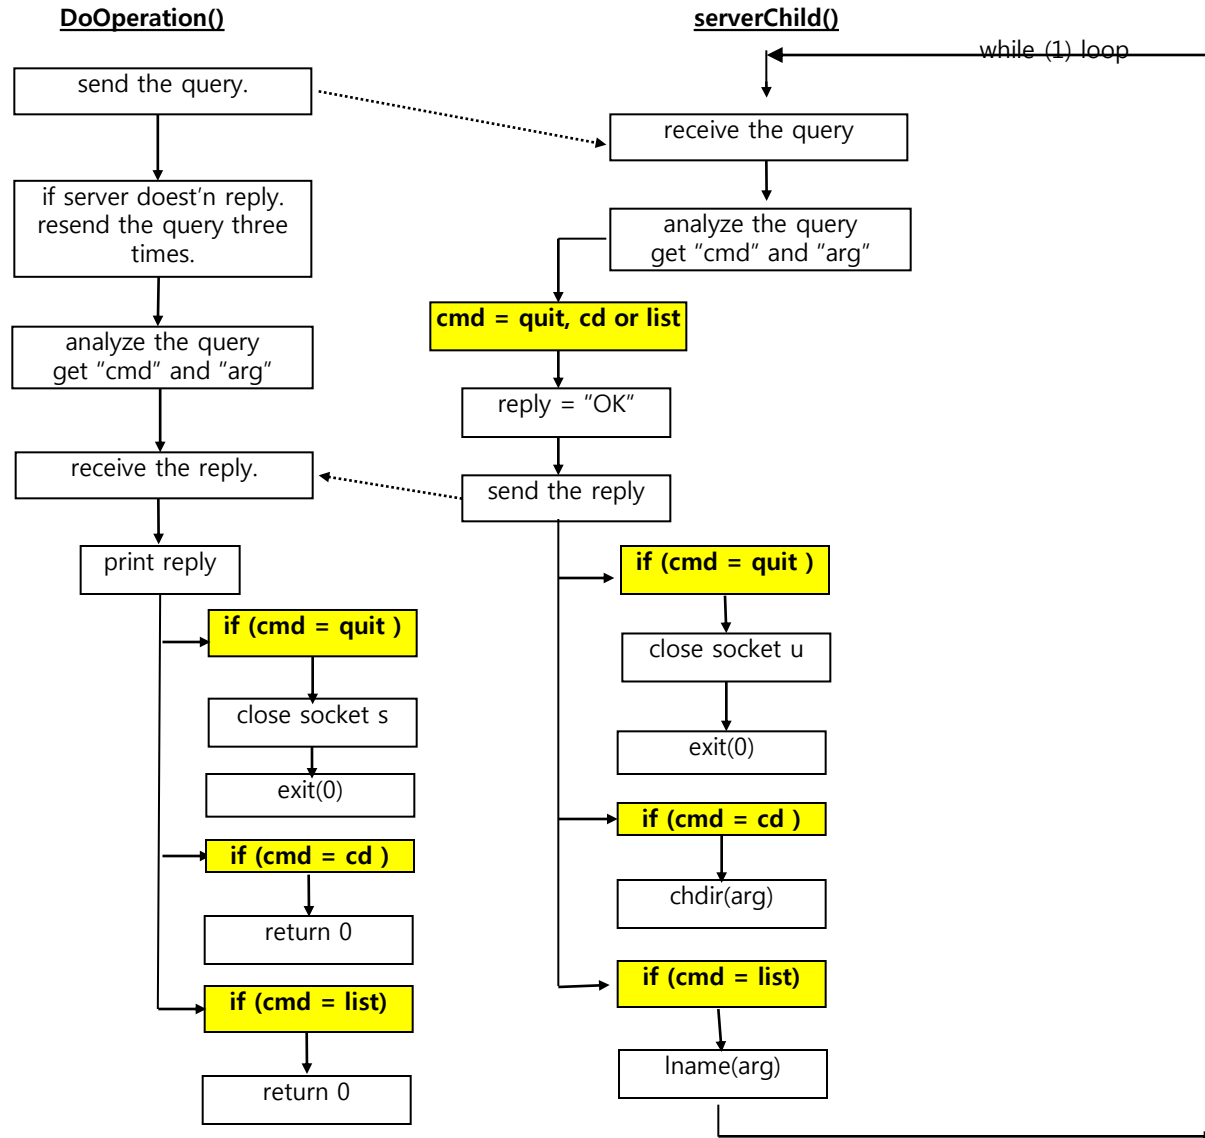 DoOperation()
send the query.
if server doest'n reply.
resend the query three
times.
analyze the query
get "cmd" and "arg"
receive the reply.
print reply
if (cmd = quit )
close socket s
exit(0)
if (cmd = cd )
return 0
if (cmd = list)
return 0
serverChild()
while (1) loop
receive the query
analyze the query
get "cmd" and "arg"
cmd = quit, cd or list
reply = "OK"
send the reply
if (cmd = quit )
close socket u
exit(0)
if (cmd = cd )
chdir(arg)
if (cmd = list)
lname(arg)